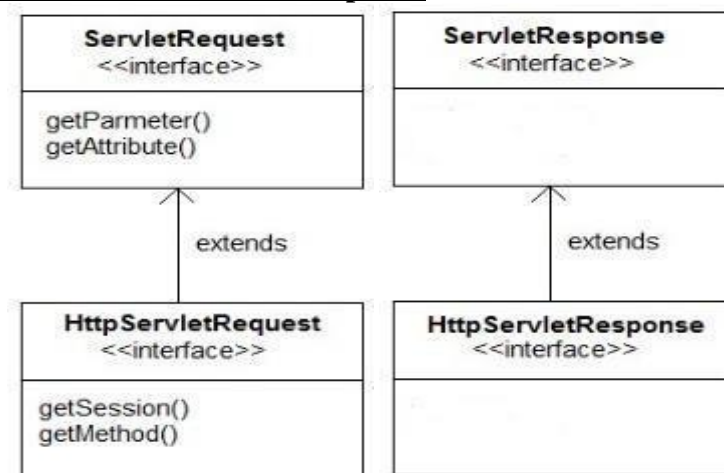 ServletRequest
<<interface>>
getParmeter()
getAttribute()
ServletResponse
<<interface>>
extends
extends
HttpServletRequest
<<interface>>
getSession()
getMethod()
HttpServletResponse
<<interface>>